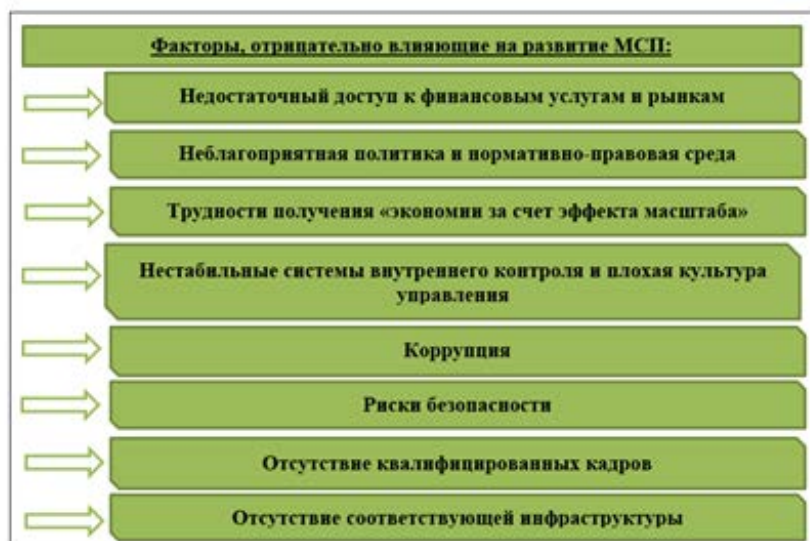 Факторы, отрицательно влияющие на развитие МСП:
Недостаточный доступ к финансовым услугам и рынкам
Неблагоприятная политика и нормативно-правовая среда
Трудности получения «экономии за счет эффекта масштаба»
Нестабильные системы внутреннего контроля и плохая культура
управления
Коррупция
Риски безопасности
Отсутствие квалифицированных кадров
Отсутствие соответствующей инфраструктуры